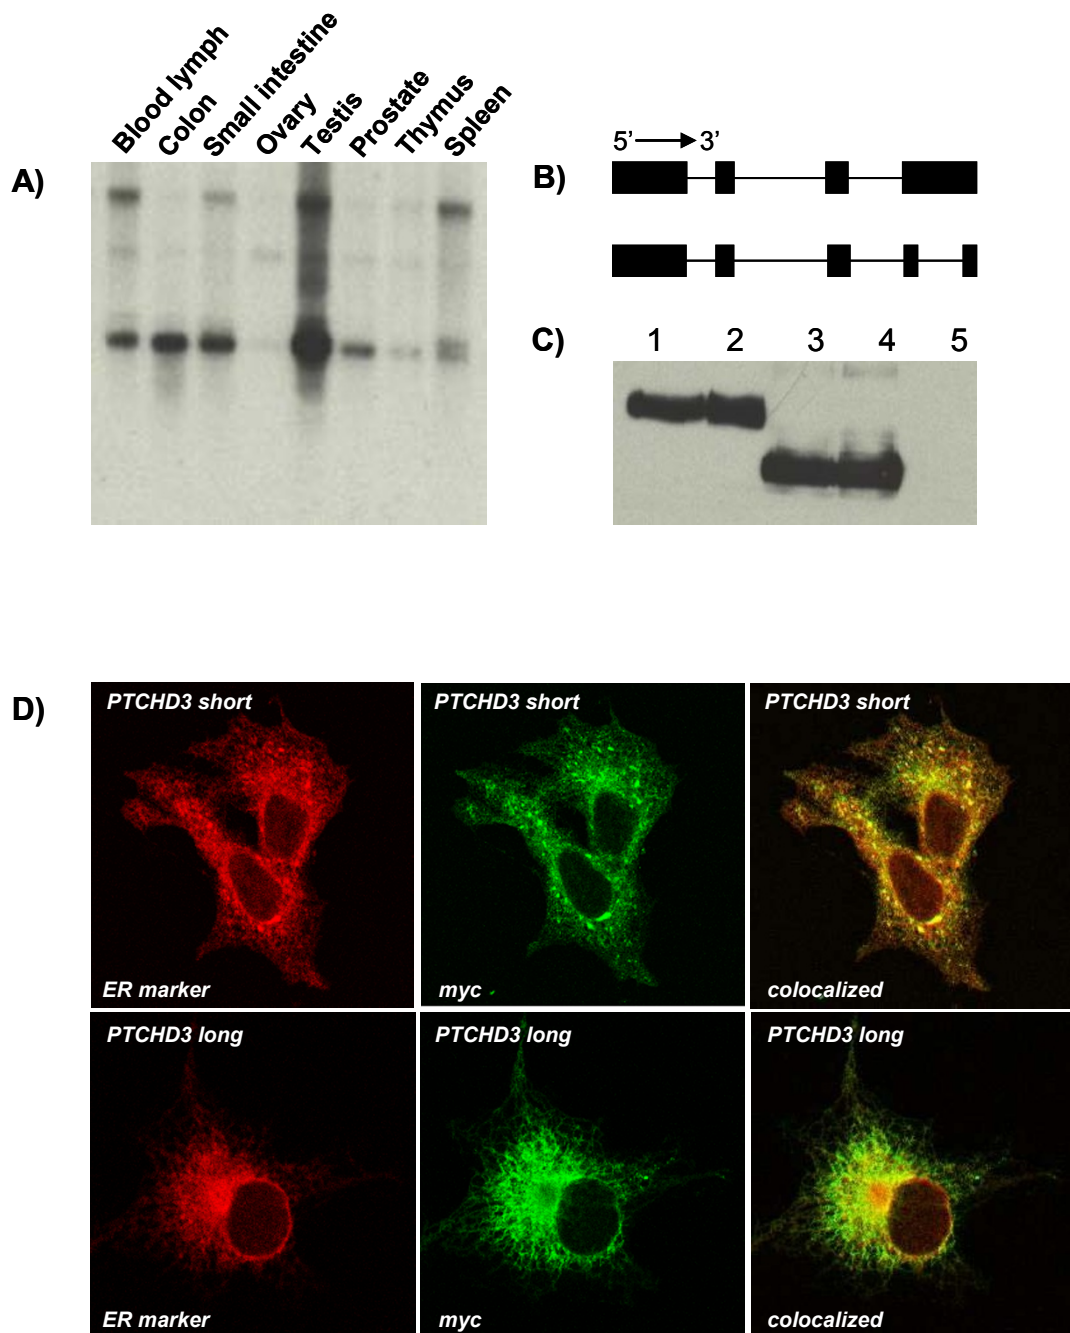 Blood lymph
Colon
Small intestine
Ovary
Testis
Prostate
Thymus
Spleen
A)
B)
5’ 3’
C)
1 2 3 4 5
D)
PTCHD3 short
ER marker
PTCHD3 short
myc
PTCHD3 short
colocalized
PTCHD3 long
ER marker
PTCHD3 long
myc
PTCHD3 long
colocalized